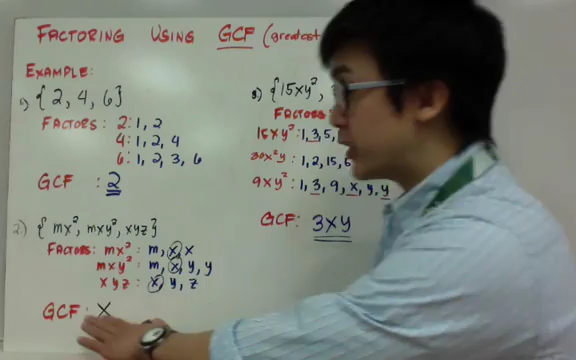 FACTORING USING GCF (greatest
EXAMPLE:
1) {2, 4, 6}
FACTORS: 2: 1, 2
4: 1, 2, 4
6: 1, 2, 3, 6
GCF : 2
2.) { mx², mxy², xyz}
FACTORS: mx²: m, x, x
mxy²: m, x, y, y
xyz : x, y, z
GCF: X
3) {15xy²,
FACTORS
15xy²: 1, 3, 5,
30x²y: 1, 2, 15,
9xy²: 1, 3, 9, x, y, y
GCF: 3xy